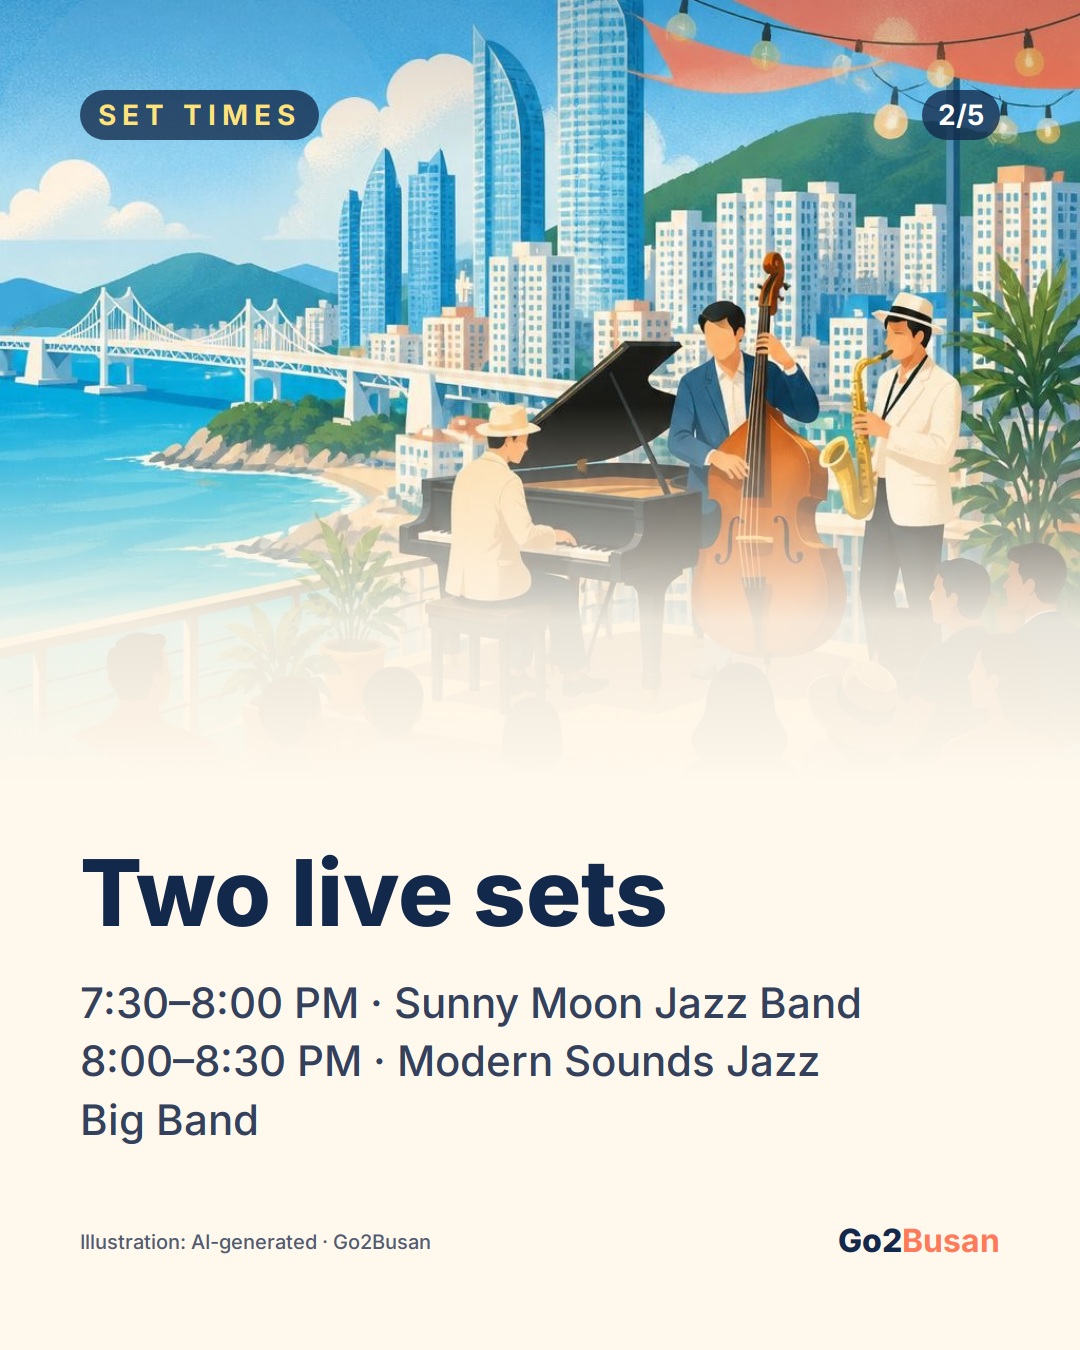 SET TIMES
2/5
Two live sets
7:30–8:00 PM · Sunny Moon Jazz Band
8:00–8:30 PM · Modern Sounds Jazz
Big Band
Illustration: AI-generated · Go2Busan
Go2Busan